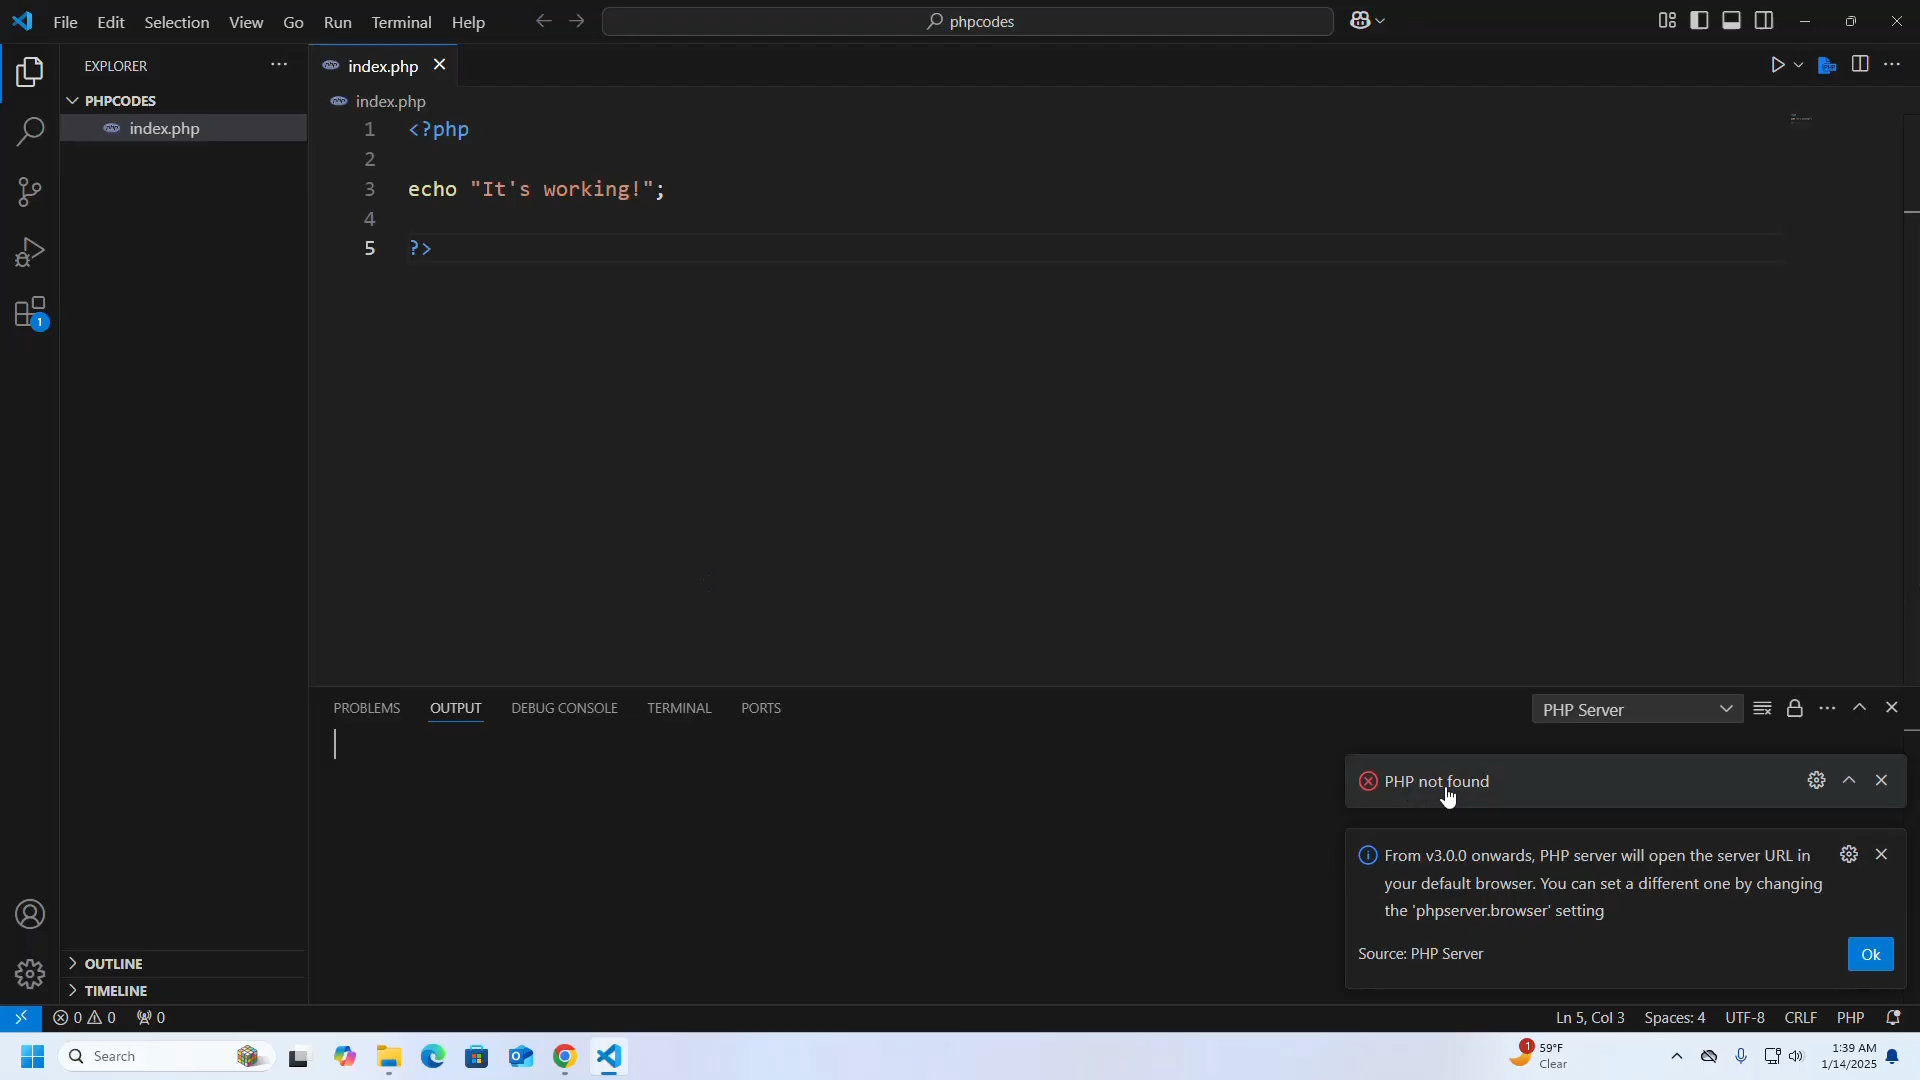 File Edit Selection View Go Run Terminal Help
phpcodes
EXPLORER
PHPCODES
index.php
index.php
index.php
1 <?php
2
3 echo "It's working!";
4
5 ?>
1
PROBLEMS OUTPUT DEBUG CONSOLE TERMINAL PORTS
PHP Server
PHP not found
From v3.0.0 onwards, PHP server will open the server URL in
your default browser. You can set a different one by changing
the 'phpserver.browser' setting
Source: PHP Server
Ok
OUTLINE
TIMELINE
0 0 0
Ln 5, Col 3 Spaces: 4 UTF-8 CRLF PHP
Search
1
59°F
Clear
1:39 AM
1/14/2025